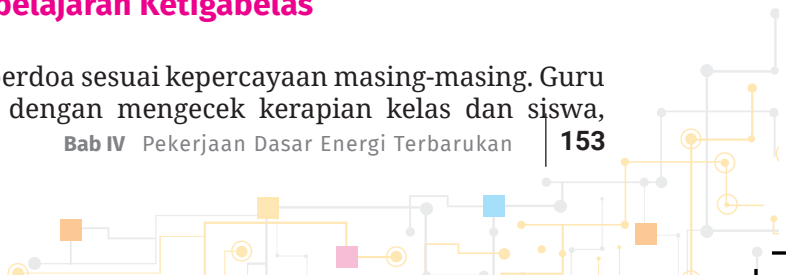 belajaran Ketigabelas
berdoa sesuai kepercayaan masing-masing. Guru
dengan mengecek kerapian kelas dan siswa,
Bab IV Pekerjaan Dasar Energi Terbarukan 153